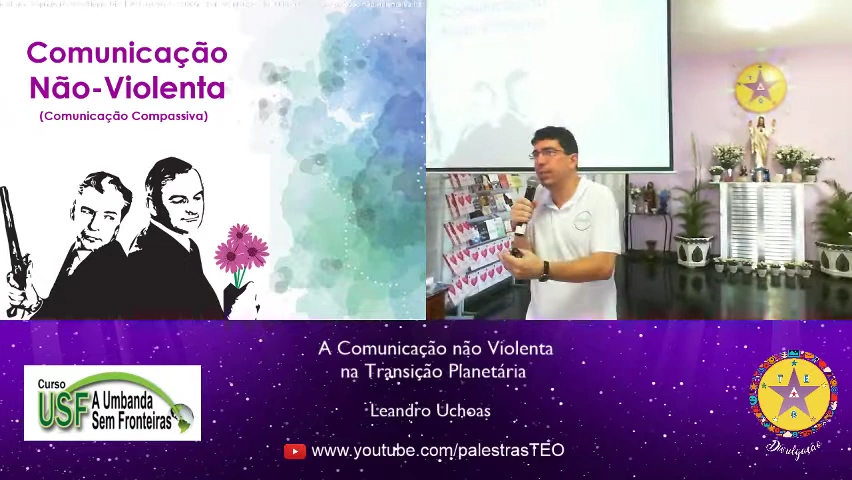 Comunicação
Não-Violenta
(Comunicação Compassiva)
A Comunicação não Violenta
na Transição Planetária
Leandro Uchoas
www.youtube.com/palestrasTEO
Curso
USF A Umbanda
Sem Fronteiras
Divulgação